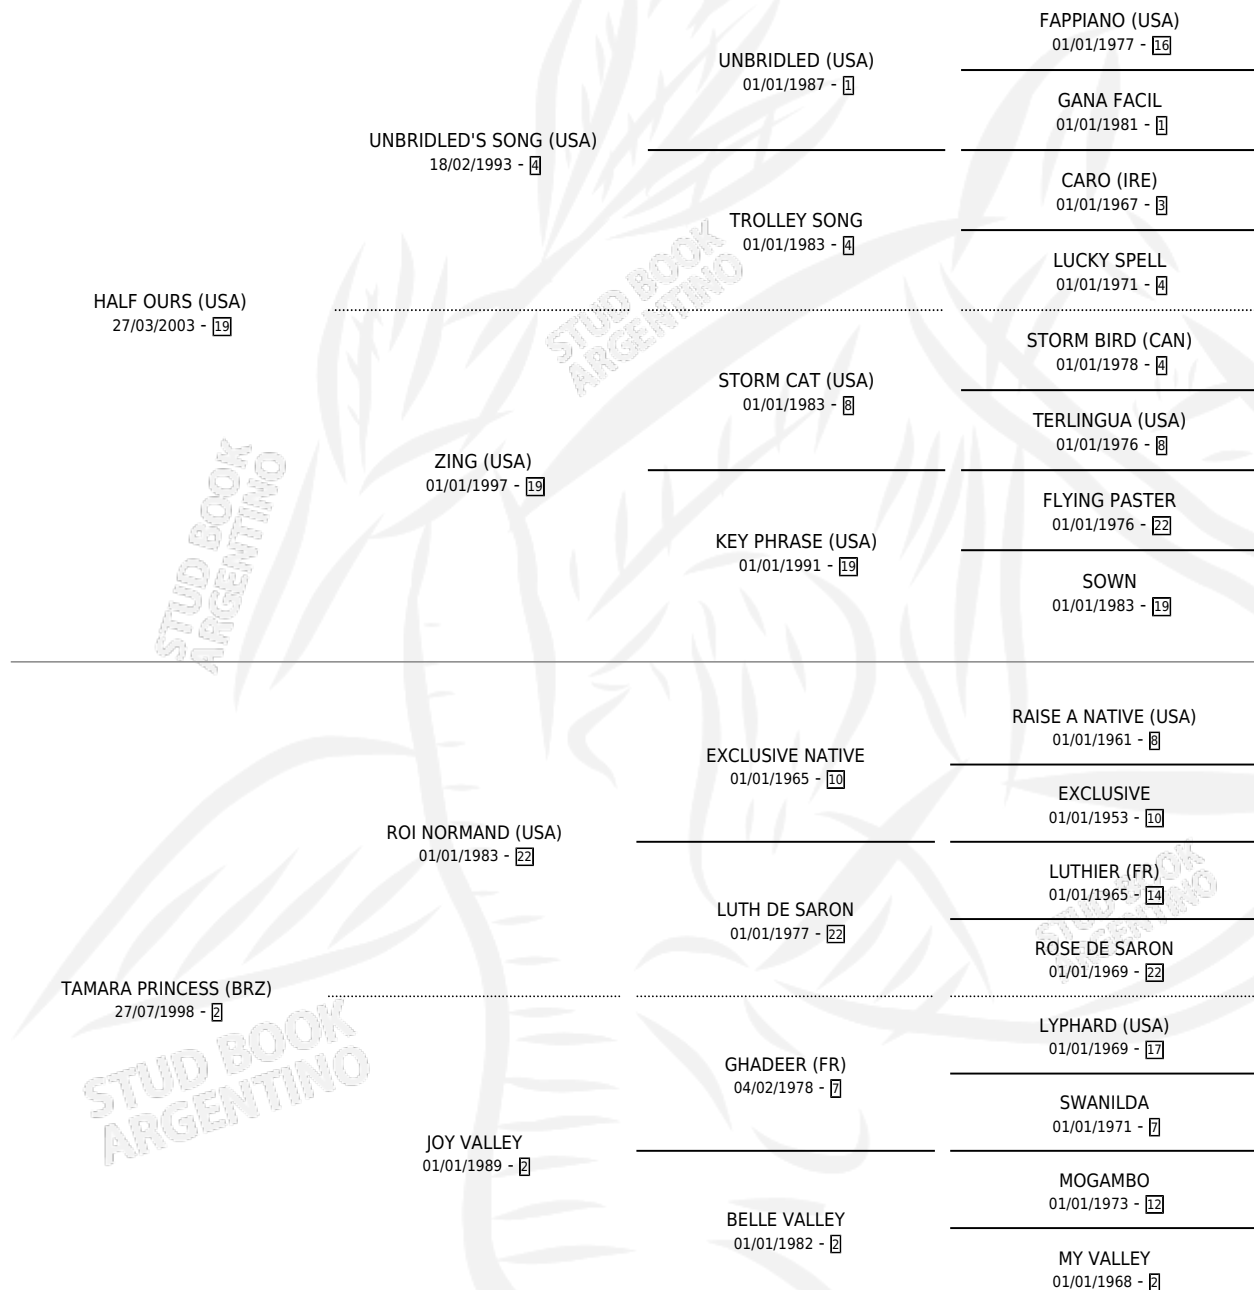 FAPPIANO (USA)
01/01/1977 - 16
UNBRIDLED (USA)
01/01/1987 - 1
GANA FACIL
01/01/1981 - 1
UNBRIDLED'S SONG (USA)
18/02/1993 - 4
CARO (IRE)
01/01/1967 - 3
TROLLEY SONG
01/01/1983 - 4
LUCKY SPELL
01/01/1971 - 4
HALF OURS (USA)
27/03/2003 - 19
STORM BIRD (CAN)
01/01/1978 - 4
STORM CAT (USA)
01/01/1983 - 8
TERLINGUA (USA)
01/01/1976 - 8
ZING (USA)
01/01/1997 - 19
FLYING PASTER
01/01/1976 - 22
KEY PHRASE (USA)
01/01/1991 - 19
SOWN
01/01/1983 - 19
RAISE A NATIVE (USA)
01/01/1961 - 8
EXCLUSIVE NATIVE
01/01/1965 - 10
EXCLUSIVE
01/01/1953 - 10
ROI NORMAND (USA)
01/01/1983 - 22
LUTHIER (FR)
01/01/1965 - 14
LUTH DE SARON
01/01/1977 - 22
ROSE DE SARON
01/01/1969 - 22
TAMARA PRINCESS (BRZ)
27/07/1998 - 2
LYPHARD (USA)
01/01/1969 - 17
GHADEER (FR)
04/02/1978 - 7
SWANILDA
01/01/1971 - 7
JOY VALLEY
01/01/1989 - 2
MOGAMBO
01/01/1973 - 12
BELLE VALLEY
01/01/1982 - 2
MY VALLEY
01/01/1968 - 2
STUD BOOK
ARGENTINO
STUD BOOK
ARGENTINO
STUD BOOK
ARGENTINO
STUD BOOK
ARGENTINO